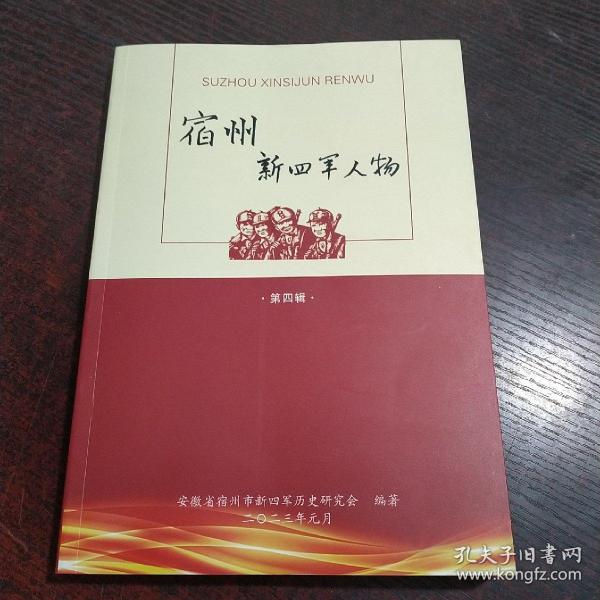 SUZHOU XINSIJUN RENWU
宿州
新四军人物
·第四辑·
安徽省宿州市新四军历史研究会 编著
二〇二三年元月
孔夫子旧书网
www.kongfz.com